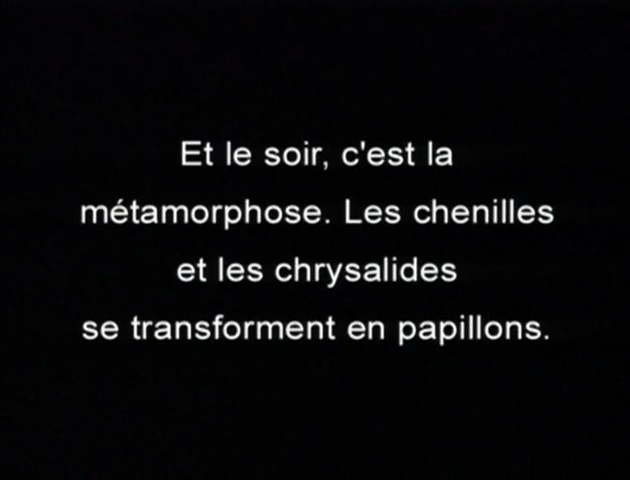 Et le soir, c'est la
métamorphose. Les chenilles
et les chrysalides
se transforment en papillons.